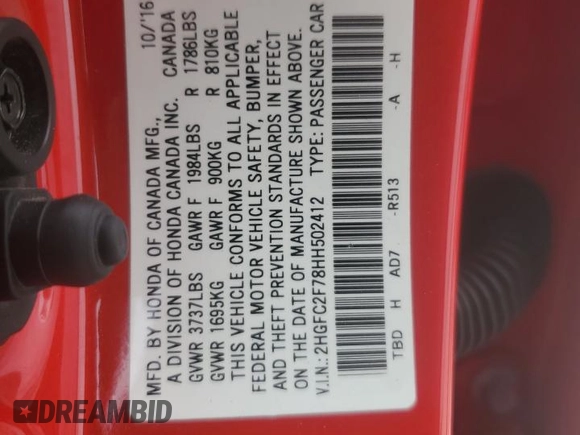 MFD. BY HONDA OF CANADA MFG., 10/'16
A DIVISION OF HONDA CANADA INC. CANADA
GVWR 3737LBS GAWR F 1984LBS R 1786LBS
GVWR 1695KG GAWR F 900KG R 810KG
THIS VEHICLE CONFORMS TO ALL APPLICABLE
FEDERAL MOTOR VEHICLE SAFETY, BUMPER,
AND THEFT PREVENTION STANDARDS IN EFFECT
ON THE DATE OF MANUFACTURE SHOWN ABOVE.
V.I.N.: 2HGFC2F78HH502412 TYPE: PASSENGER CAR
TBD H AD7 -R513 -A -H
DREAMBID